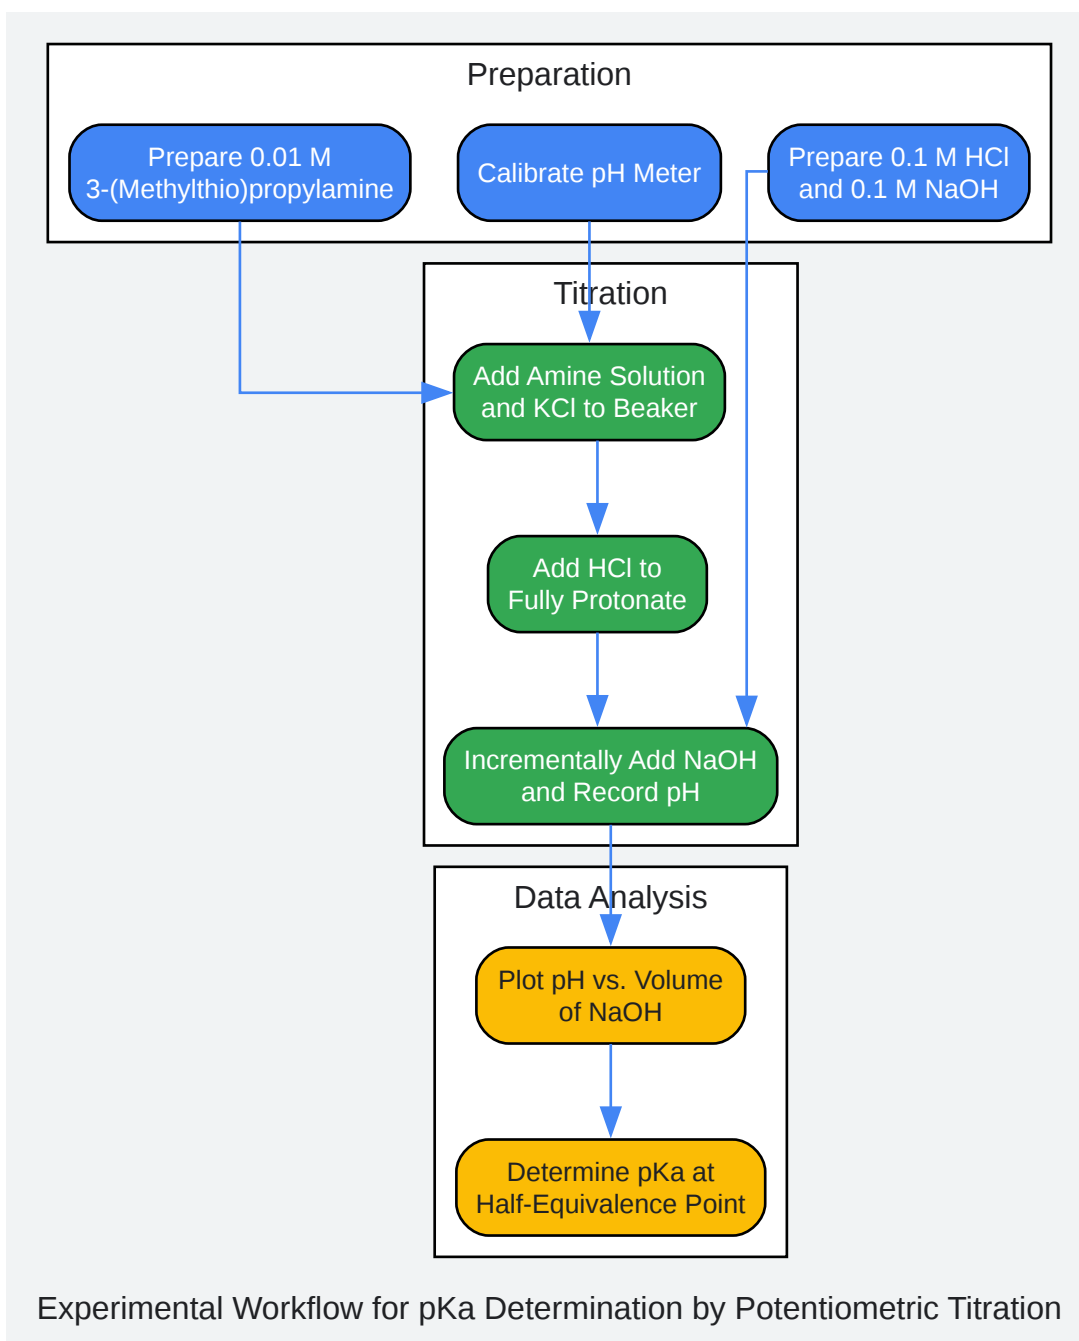 Preparation
Prepare 0.01 M
3-(Methylthio)propylamine
Calibrate pH Meter
Prepare 0.1 M HCl
and 0.1 M NaOH
Titration
Add Amine Solution
and KCl to Beaker
Add HCl to
Fully Protonate
Incrementally Add NaOH
and Record pH
Data Analysis
Plot pH vs. Volume
of NaOH
Determine pKa at
Half-Equivalence Point
Experimental Workflow for pKa Determination by Potentiometric Titration